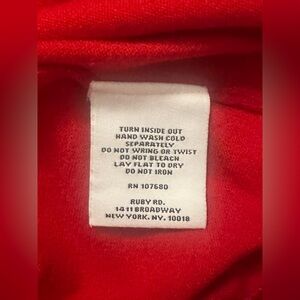 TURN INSIDE OUT
HAND WASH COLD
SEPARATELY
DO NOT WRING OR TWIST
DO NOT BLEACH
LAY FLAT TO DRY
DO NOT IRON
RN 107680
RUBY RD.
1411 BROADWAY
NEW YORK. NY. 10018